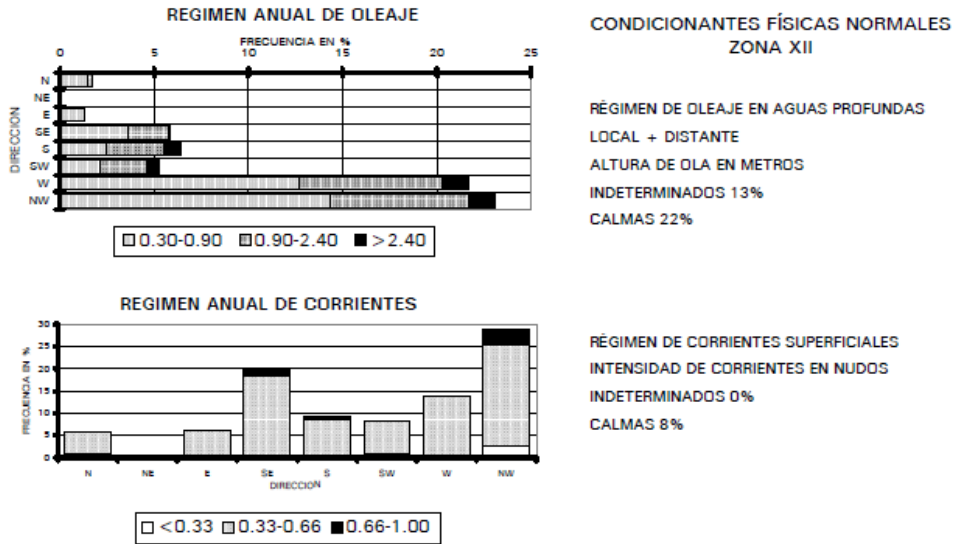 REGIMEN ANUAL DE OLEAJE
FRECUENCIA EN %
0 5 10 15 20 25
DIRECCION
N
NE
E
SE
S
SW
W
NW
0.30-0.90 0.90-2.40 >2.40
CONDICIONANTES FÍSICAS NORMALES
ZONA XII
RÉGIMEN DE OLEAJE EN AGUAS PROFUNDAS
LOCAL + DISTANTE
ALTURA DE OLA EN METROS
INDETERMINADOS 13%
CALMAS 22%
REGIMEN ANUAL DE CORRIENTES
FRECUENCIA EN %
30
25
20
15
10
5
0
N NE E SE S SW W NW
DIRECCION
<0.33 0.33-0.66 0.66-1.00
RÉGIMEN DE CORRIENTES SUPERFICIALES
INTENSIDAD DE CORRIENTES EN NUDOS
INDETERMINADOS 0%
CALMAS 8%